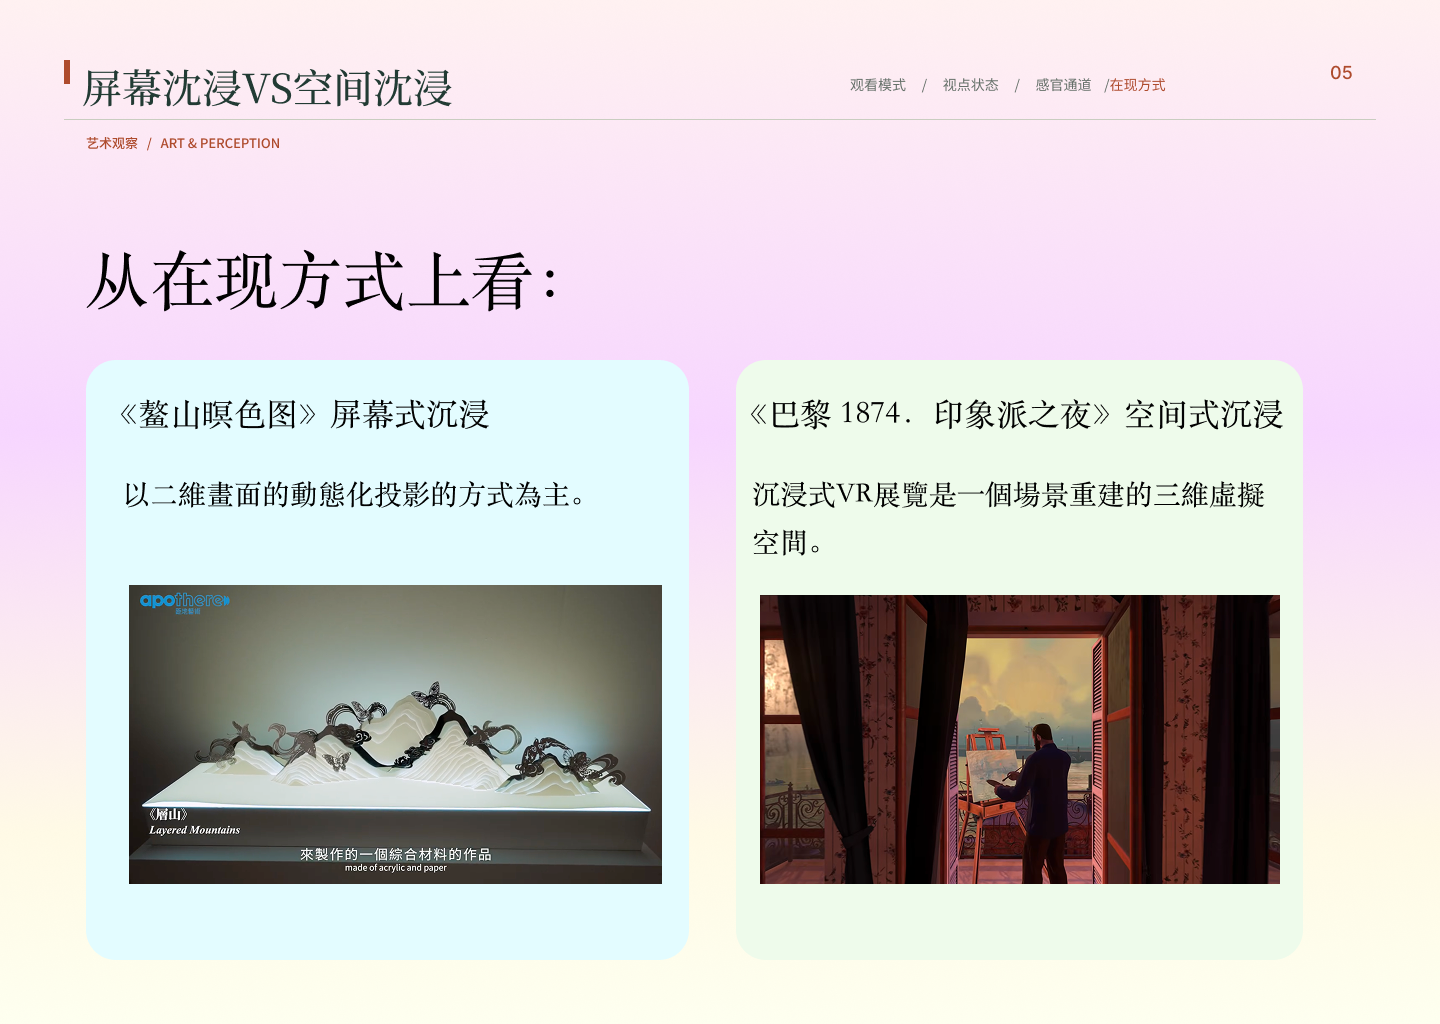 屏幕沈浸VS空间沈浸
观看模式 / 视点状态 / 感官通道 /在现方式
05
艺术观察 / ART & PERCEPTION
从在现方式上看：
《鳌山暝色图》屏幕式沉浸
以二維畫面的動態化投影的方式為主。
apothere
《層山》
Layered Mountains
來製作的一個綜合材料的作品
made of acrylic and paper
《巴黎 1874．印象派之夜》空间式沉浸
沉浸式VR展覽是一個場景重建的三維虛擬
空間。